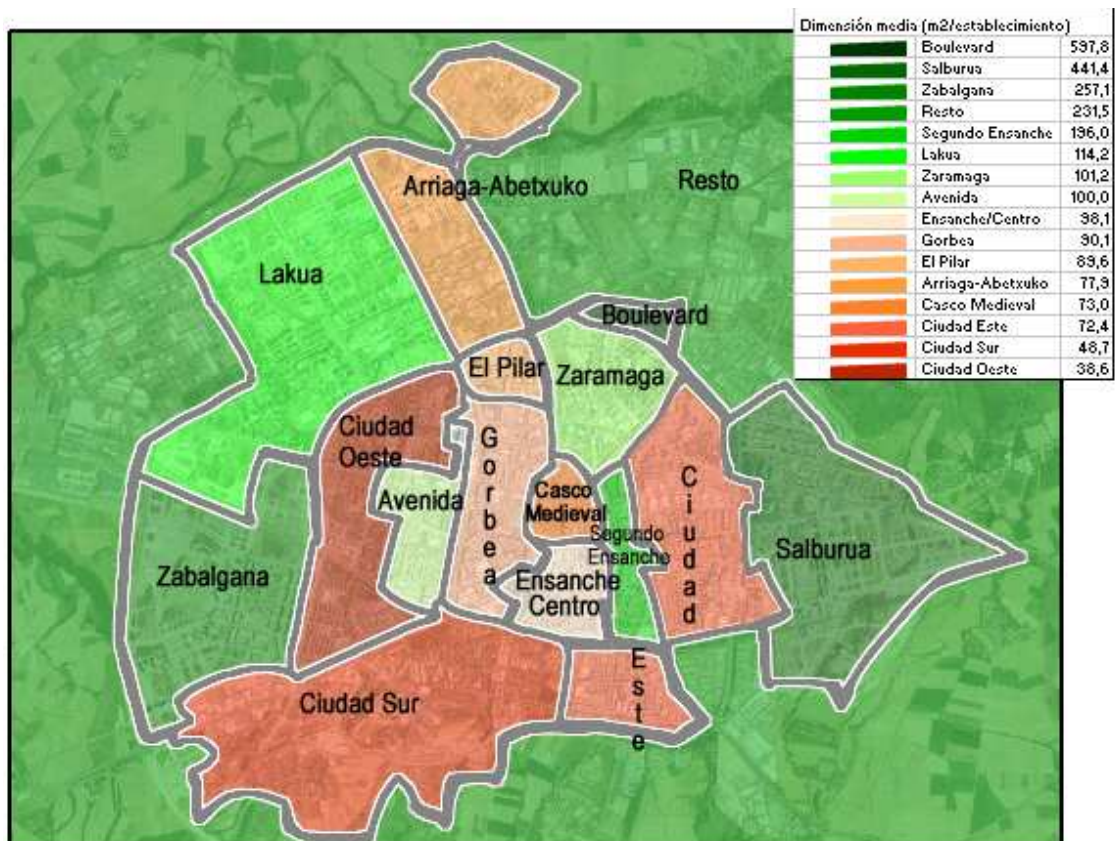 Dimensión media (m2/establecimiento)
Boulevard 597,8
Salburua 441,4
Zabalgana 257,1
Resto 231,5
Segundo Ensanche 196,0
Lakua 114,2
Zaramaga 101,2
Avenida 100,0
Ensanche/Centro 98,1
Gorbea 90,1
El Pilar 89,6
Arriaga-Abetxuko 77,9
Casco Medieval 73,0
Ciudad Este 72,4
Ciudad Sur 48,7
Ciudad Oeste 38,6
Arriaga-Abetxuko
Resto
Lakua
Boulevard
El Pilar
Zaramaga
Ciudad
Oeste
Gorbea
Avenida
Casco
Medieval
Ciudad
Segundo
Ensanche
Salburua
Zabalgana
Ensanche
Centro
Este
Ciudad Sur